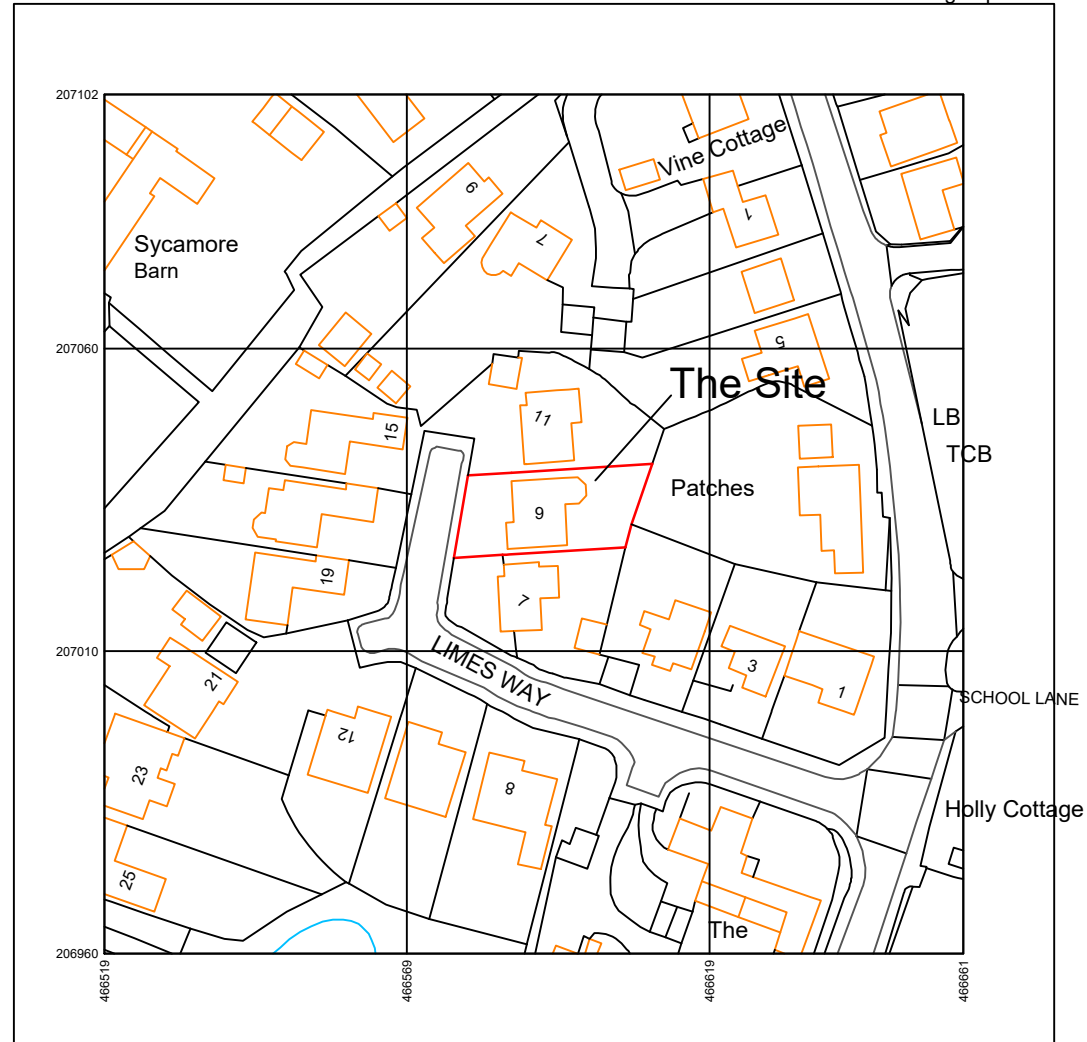 207102
Vine Cottage
9
7
1
Sycamore
Barn
207060
5
The Site
11
15
LB
TCB
Patches
9
19
7
207010
LIMES WAY
3
1
21
SCHOOL LANE
12
23
8
Holly Cottage
25
The
206960
466519
466569
466619
466661